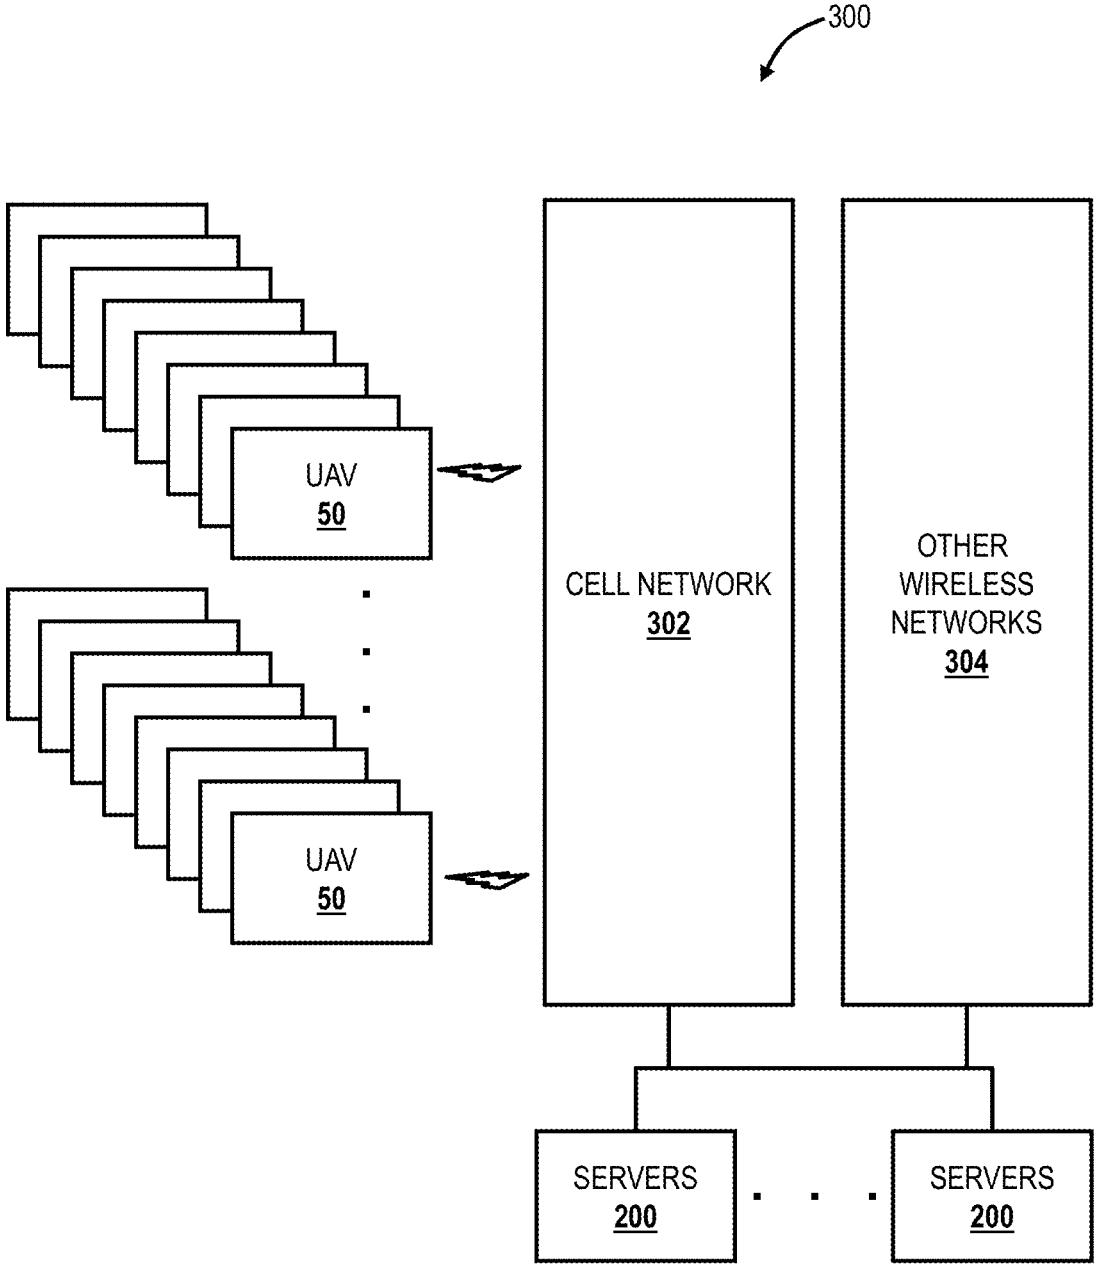 300
UAV
50
CELL NETWORK
302
OTHER
WIRELESS
NETWORKS
304
UAV
50
SERVERS
200
SERVERS
200